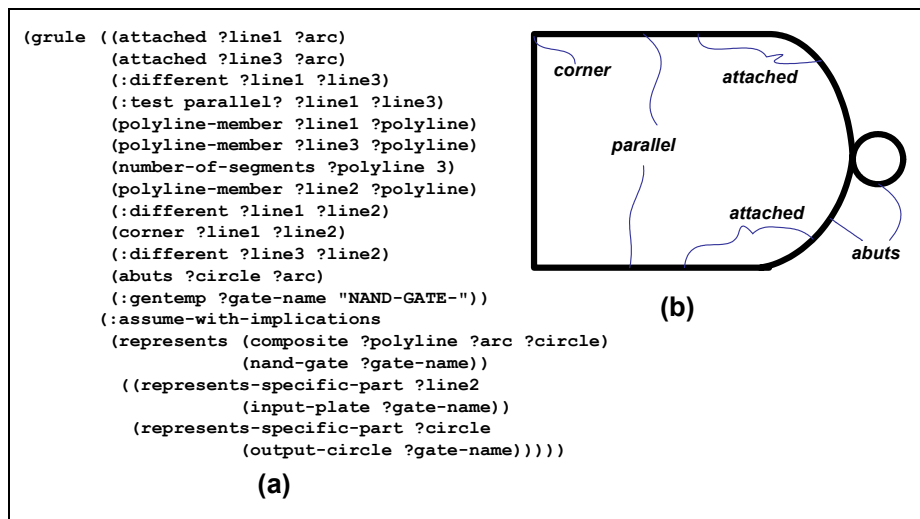 (grule ((attached ?line1 ?arc)
(attached ?line3 ?arc)
(:different ?line1 ?line3)
(:test parallel? ?line1 ?line3)
(polyline-member ?line1 ?polyline)
(polyline-member ?line3 ?polyline)
(number-of-segments ?polyline 3)
(polyline-member ?line2 ?polyline)
(:different ?line1 ?line2)
(corner ?line1 ?line2)
(:different ?line3 ?line2)
(abuts ?circle ?arc)
(:gentemp ?gate-name "NAND-GATE-"))
(:assume-with-implications
(represents (composite ?polyline ?arc ?circle)
(nand-gate ?gate-name))
((represents-specific-part ?line2
(input-plate ?gate-name))
(represents-specific-part ?circle
(output-circle ?gate-name)))))
(a)
corner
attached
parallel
attached
abuts
(b)